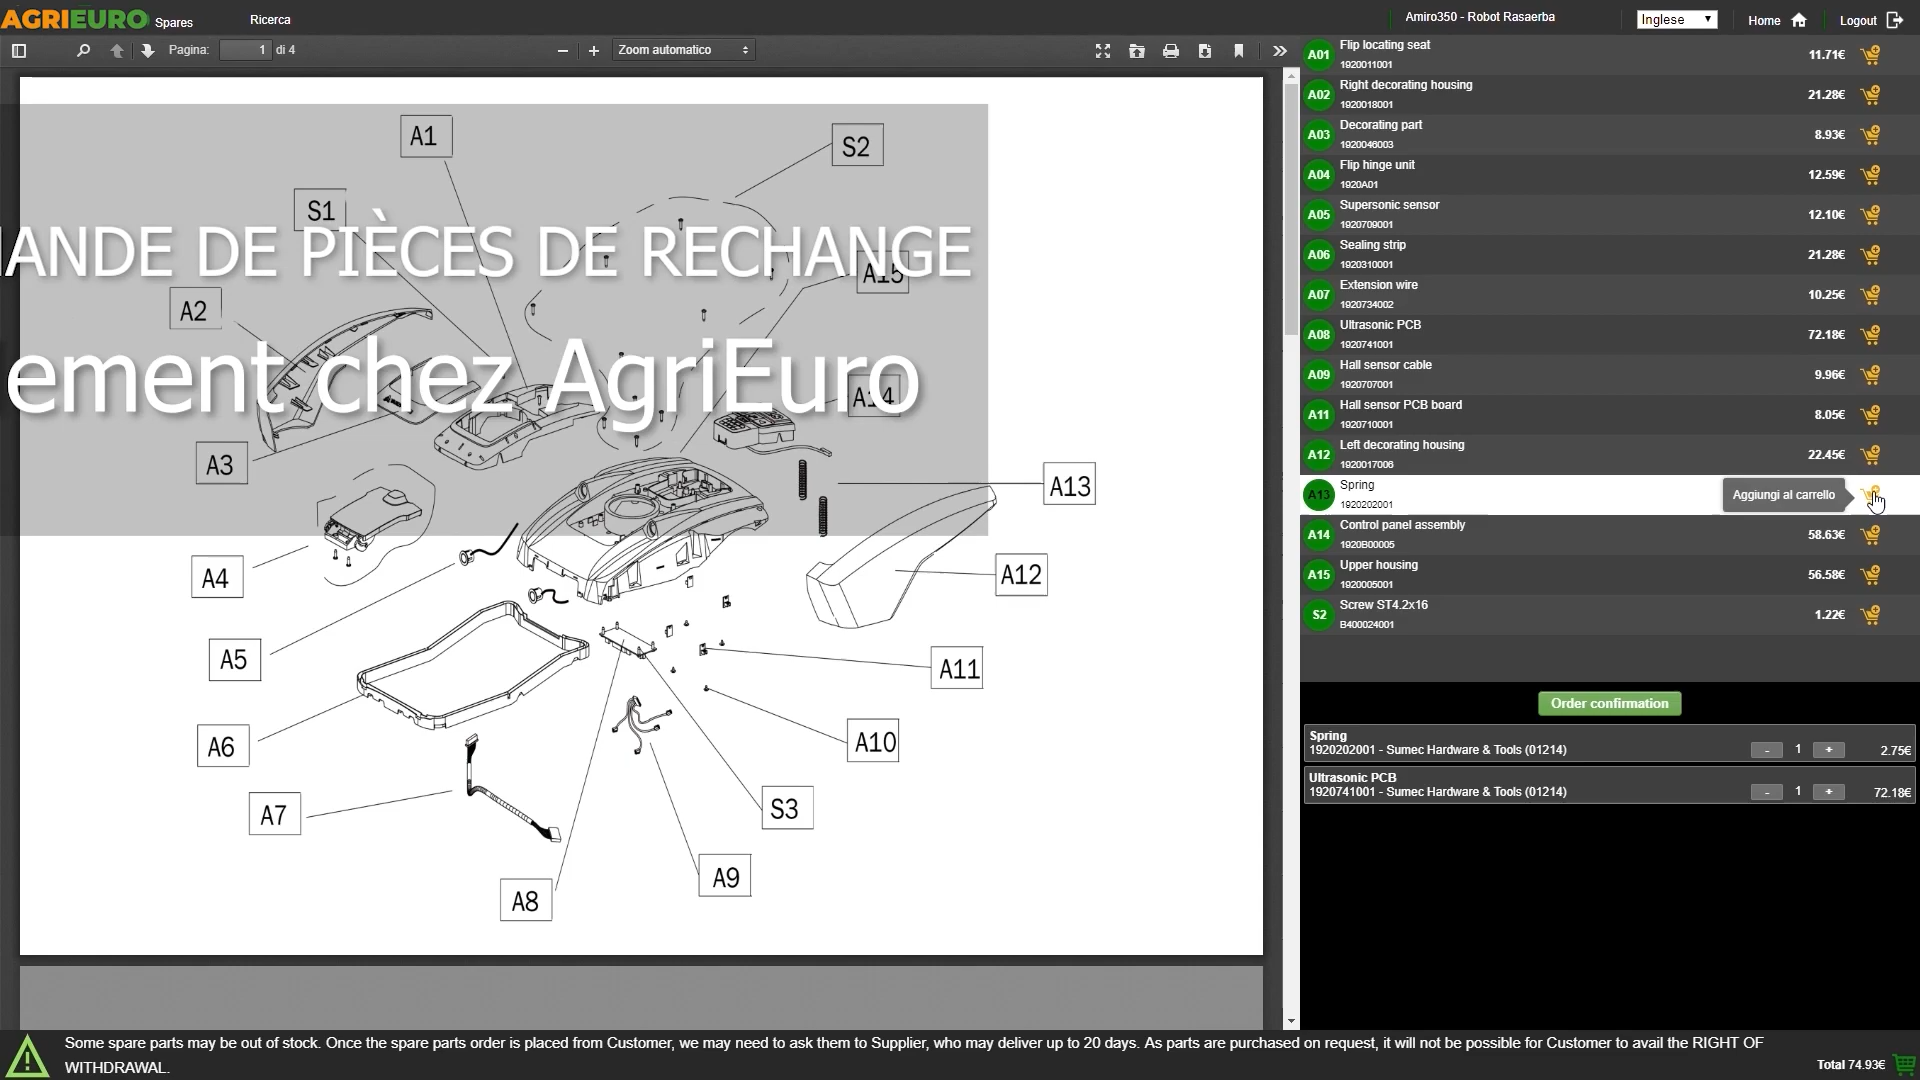 AGRIEURO Spares
Ricerca
Amiro350 - Robot Rasaerba
Inglese
Home
Logout
Pagina: 1 di 4
Zoom automatico
A1
S2
S1
ANDE DE PIÈCES DE RECHANGE
A15
A2
ement chez AgriEuro
A14
A3
A13
A4
A12
A5
A11
A6
A10
A7
S3
A9
A8
A01 Flip locating seat 11.71€
1920011001
A02 Right decorating housing 21.28€
1920018001
A03 Decorating part 8.93€
1920046003
A04 Flip hinge unit 12.59€
1920A01
A05 Supersonic sensor 12.10€
1920709001
A06 Sealing strip 21.28€
1920310001
A07 Extension wire 10.25€
1920734002
A08 Ultrasonic PCB 72.18€
1920741001
A09 Hall sensor cable 9.96€
1920707001
A11 Hall sensor PCB board 8.05€
1920710001
A12 Left decorating housing 22.45€
1920017006
A13 Spring Aggiungi al carrello
1920202001
A14 Control panel assembly 58.63€
1920B00005
A15 Upper housing 56.58€
1920005001
S2 Screw ST4.2x16 1.22€
B400024001
Order confirmation
Spring
1920202001 - Sumec Hardware & Tools (01214) - 1 + 2.75€
Ultrasonic PCB
1920741001 - Sumec Hardware & Tools (01214) - 1 + 72.18€
Some spare parts may be out of stock. Once the spare parts order is placed from Customer, we may need to ask them to Supplier, who may deliver up to 20 days. As parts are purchased on request, it will not be possible for Customer to avail the RIGHT OF
WITHDRAWAL.
Total 74.93€